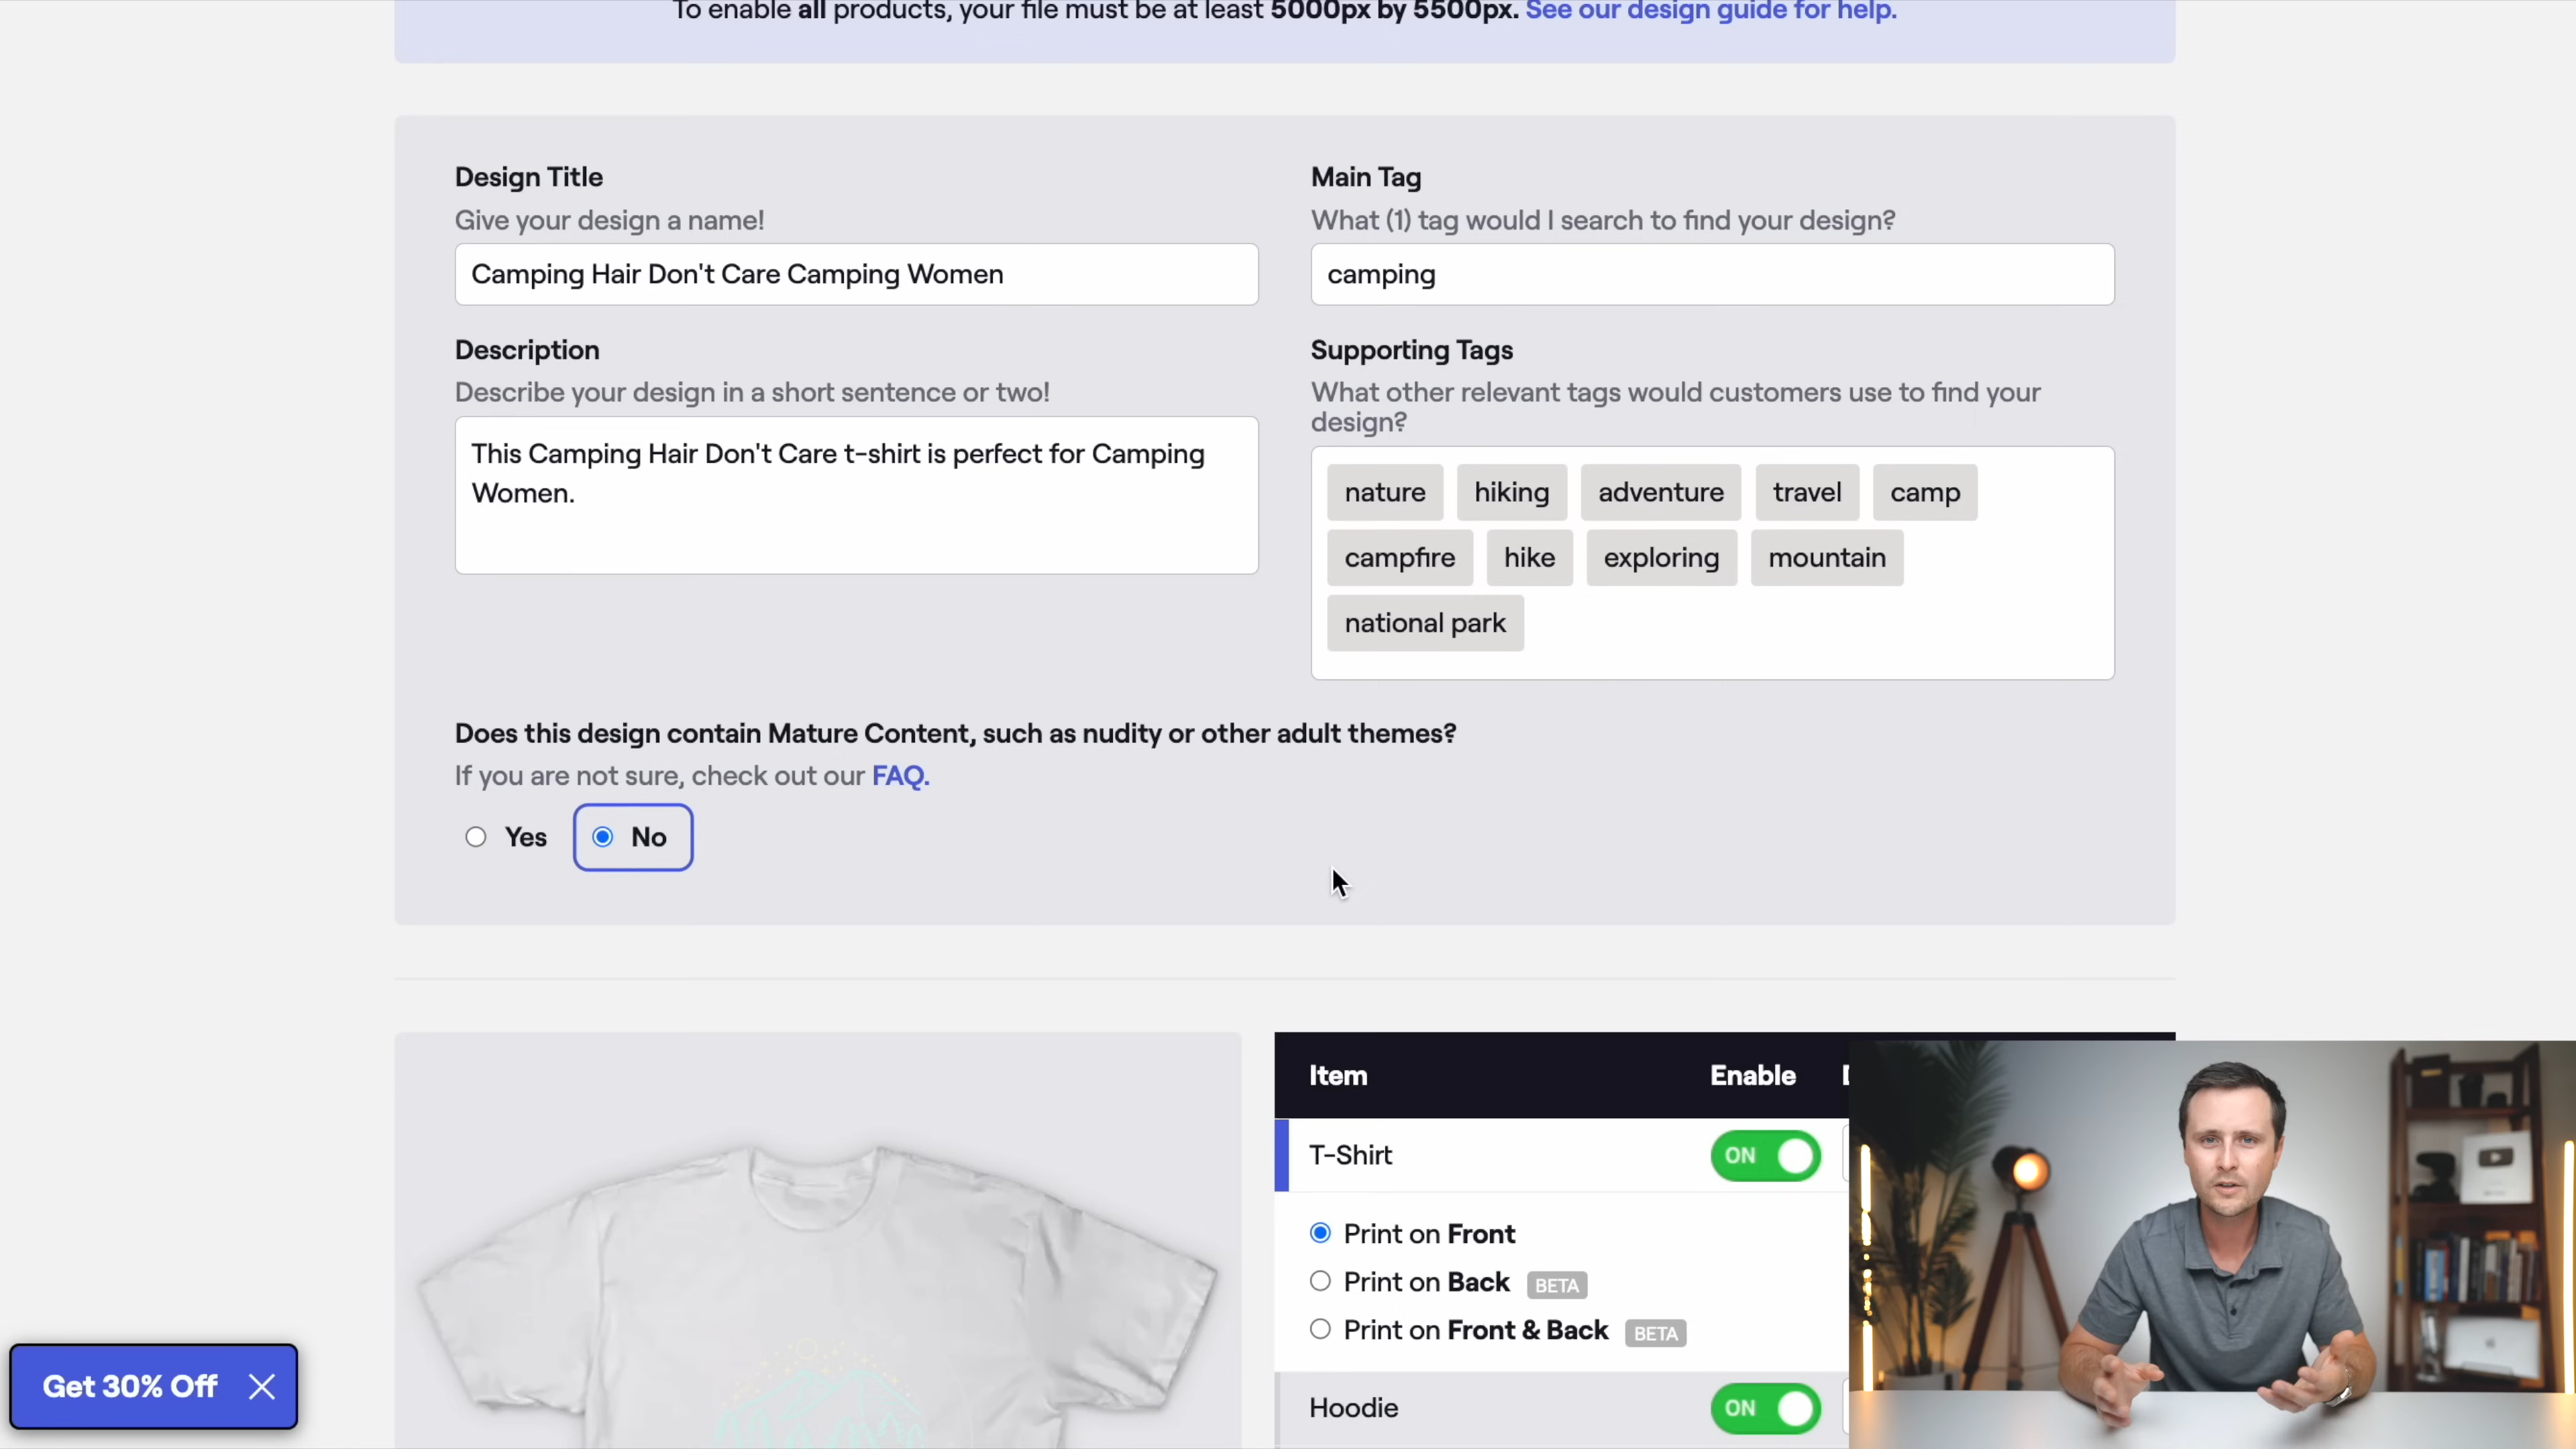 To enable all products, your file must be at least 5000px by 5500px. See our design guide for help.
Design Title
Give your design a name!
Camping Hair Don't Care Camping Women
Description
Describe your design in a short sentence or two!
This Camping Hair Don't Care t-shirt is perfect for Camping
Women.
Main Tag
What (1) tag would I search to find your design?
camping
Supporting Tags
What other relevant tags would customers use to find your
design?
nature hiking adventure travel camp
campfire hike exploring mountain
national park
Does this design contain Mature Content, such as nudity or other adult themes?
If you are not sure, check out our FAQ.
Yes No
Item Enable
T-Shirt ON
Print on Front
Print on Back BETA
Print on Front & Back BETA
Hoodie ON
Get 30% Off